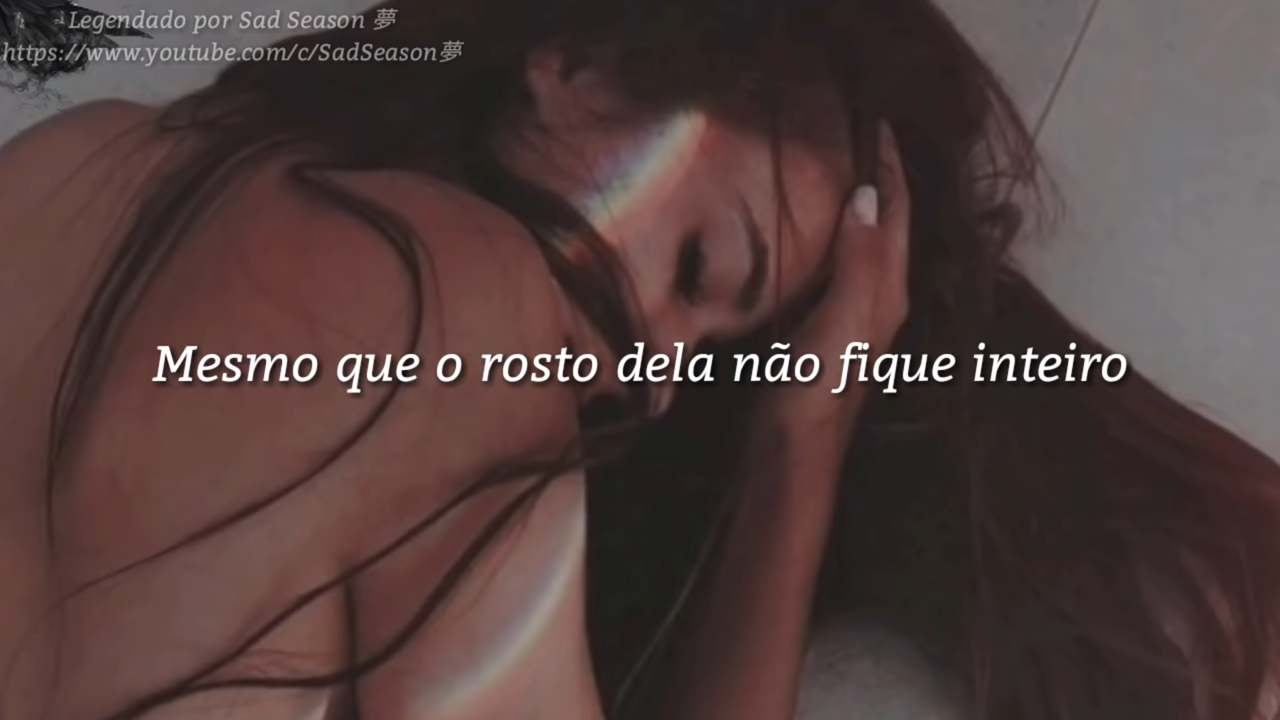 Legendado por Sad Season 夢
https://www.youtube.com/c/SadSeason夢
Mesmo que o rosto dela não fique inteiro